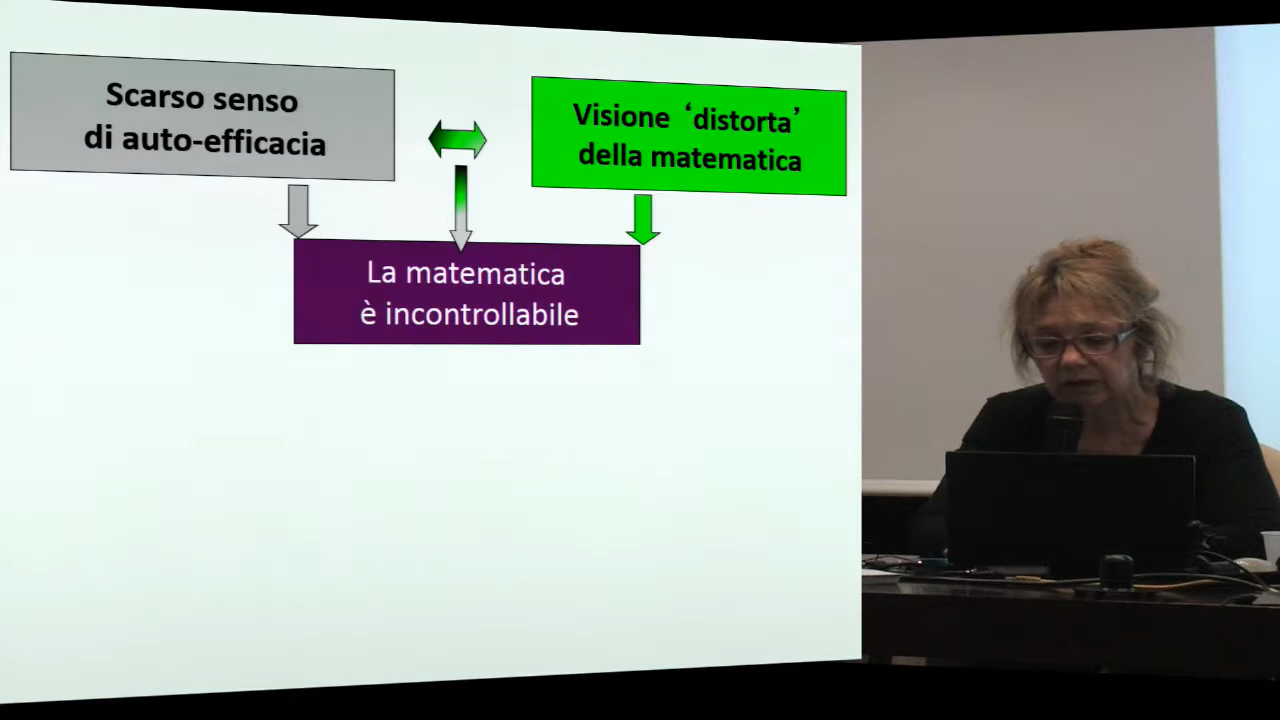 Scarso senso
di auto-efficacia
Visione ‘distorta’
della matematica
La matematica
è incontrollabile